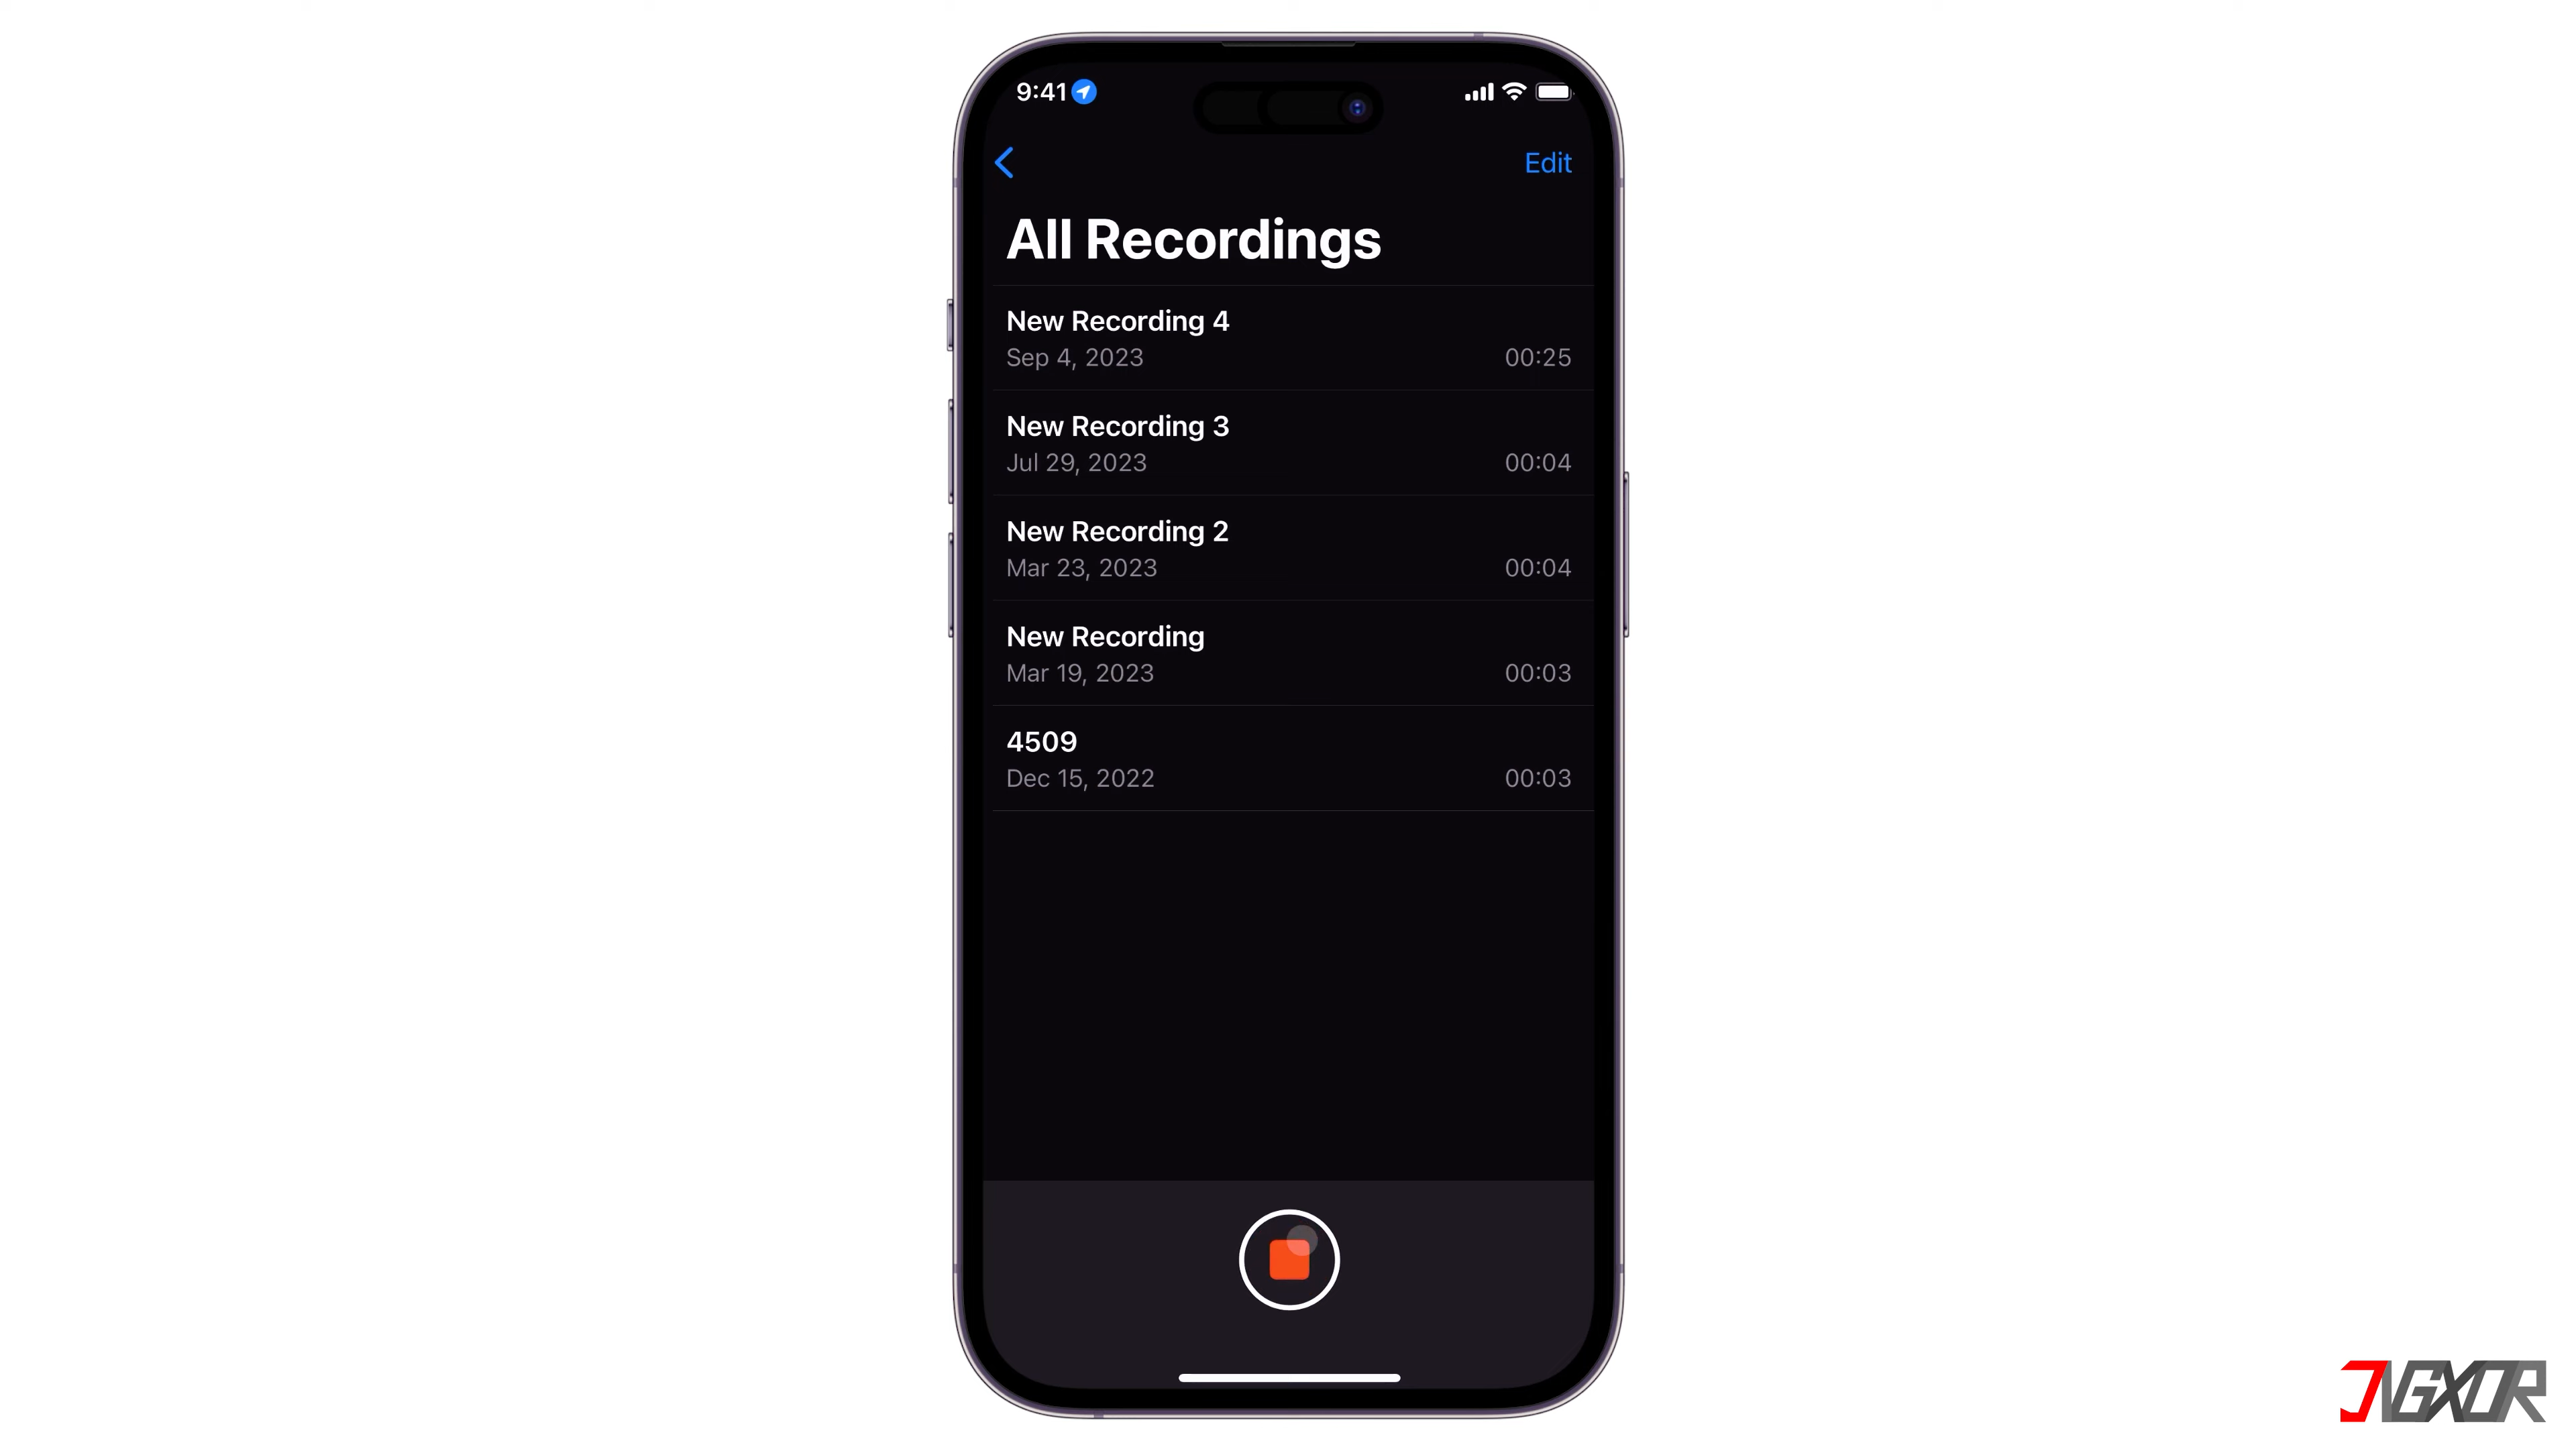 9:41
Edit
All Recordings
New Recording 4
Sep 4, 2023
00:25
New Recording 3
Jul 29, 2023
00:04
New Recording 2
Mar 23, 2023
00:04
New Recording
Mar 19, 2023
00:03
4509
Dec 15, 2022
00:03